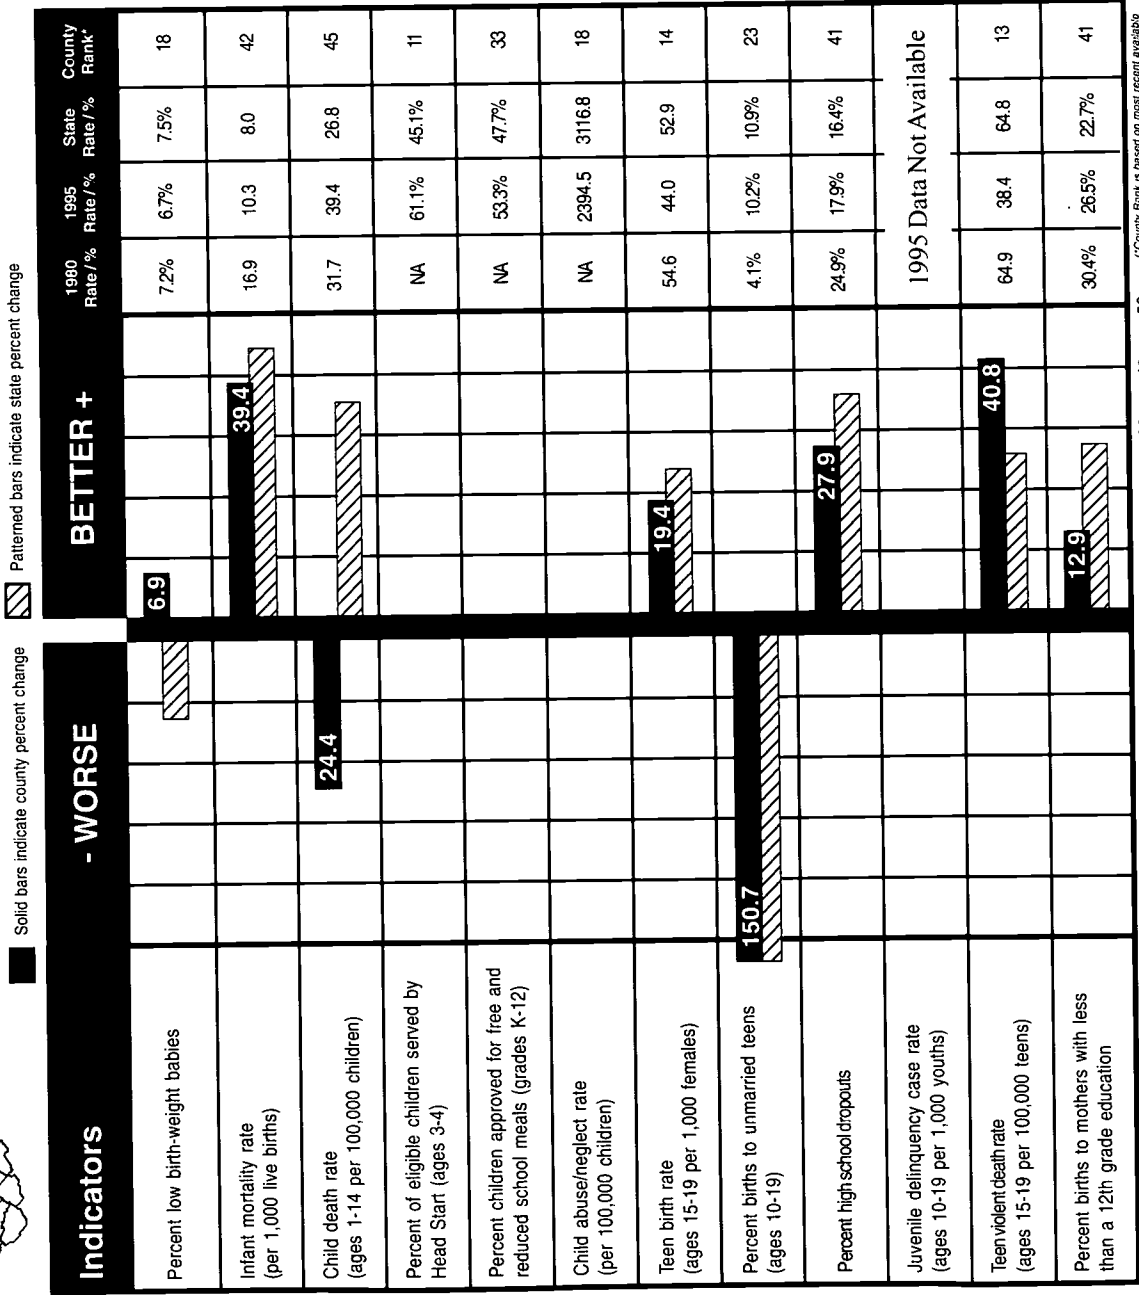 Solid bars indicate county percent change
Patterned bars indicate state percent change
Indicators - WORSE BETTER + 1980 Rate / % 1995 Rate / % State Rate / % County Rank*
Percent low birth-weight babies 6.9 7.2% 6.7% 7.5% 18
Infant mortality rate
(per 1,000 live births) 39.4 16.9 10.3 8.0 42
Child death rate
(ages 1-14 per 100,000 children) 24.4 31.7 39.4 26.8 45
Percent of eligible children served by
Head Start (ages 3-4) NA 61.1% 45.1% 11
Percent children approved for free and
reduced school meals (grades K-12) NA 53.3% 47.7% 33
Child abuse/neglect rate
(per 100,000 children) NA 2394.5 3116.8 18
Teen birth rate
(ages 15-19 per 1,000 females) 19.4 54.6 44.0 52.9 14
Percent births to unmarried teens
(ages 10-19) 150.7 4.1% 10.2% 10.9% 23
Percent high school dropouts 27.9 24.9% 17.9% 16.4% 41
Juvenile delinquency case rate
(ages 10-19 per 1,000 youths) 1995 Data Not Available
Teen violent death rate
(ages 15-19 per 100,000 teens) 40.8 64.9 38.4 64.8 13
Percent births to mothers with less
than a 12th grade education 12.9 30.4% 26.5% 22.7% 41
(*County Rank is based on most recent available